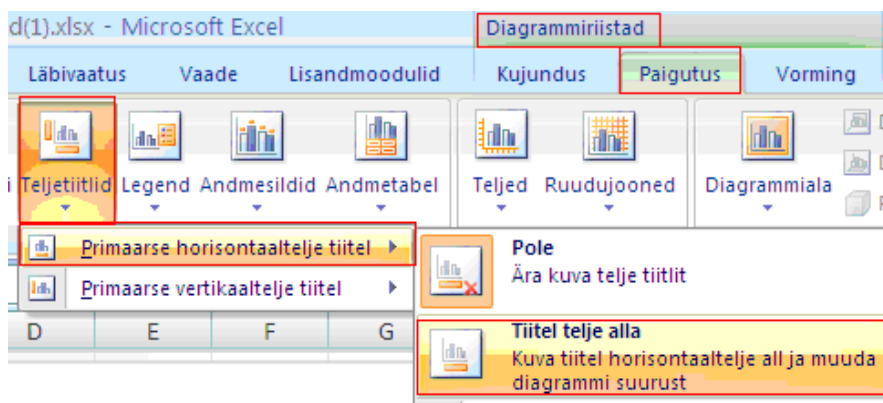 d(1).xlsx - Microsoft Excel
Diagrammiriistad
Läbivaatus Vaade Lisandmoodulid Kujundus Paigutus Vorming
Teljetiitlid Legend Andmesildid Andmetabel Teljed Ruudujooned Diagrammiala
Primaarse horisontaaltelje tiitel
Primaarse vertikaaltelje tiitel
Pole
Ära kuva telje tiitlit
Tiitel telje alla
Kuva tiitel horisontaaltelje all ja muuda
diagrammi suurust
D E F G